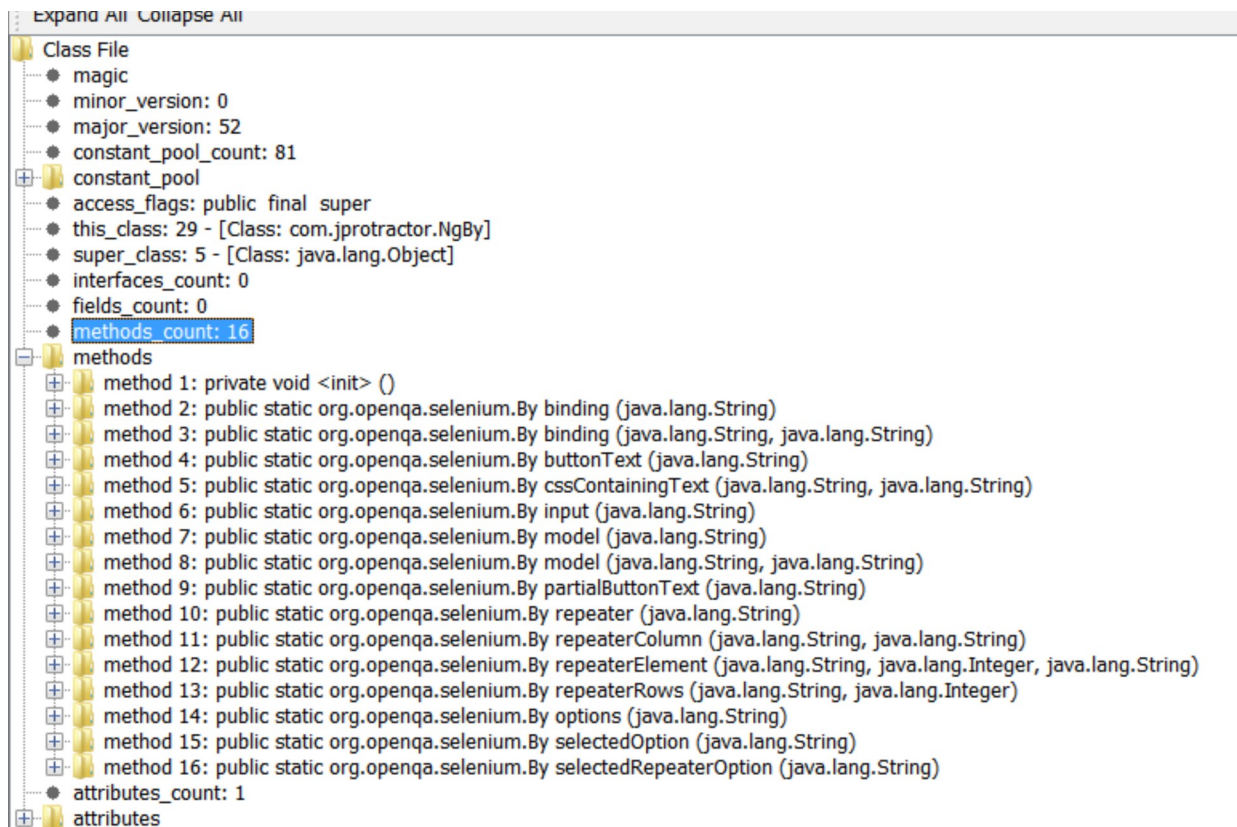 Expand All Collapse All
Class File
magic
minor_version: 0
major_version: 52
constant_pool_count: 81
constant_pool
access_flags: public final super
this_class: 29 - [Class: com.jprotractor.NgBy]
super_class: 5 - [Class: java.lang.Object]
interfaces_count: 0
fields_count: 0
methods_count: 16
methods
method 1: private void <init> ()
method 2: public static org.openqa.selenium.By binding (java.lang.String)
method 3: public static org.openqa.selenium.By binding (java.lang.String, java.lang.String)
method 4: public static org.openqa.selenium.By buttonText (java.lang.String)
method 5: public static org.openqa.selenium.By cssContainingText (java.lang.String, java.lang.String)
method 6: public static org.openqa.selenium.By input (java.lang.String)
method 7: public static org.openqa.selenium.By model (java.lang.String)
method 8: public static org.openqa.selenium.By model (java.lang.String, java.lang.String)
method 9: public static org.openqa.selenium.By partialButtonText (java.lang.String)
method 10: public static org.openqa.selenium.By repeater (java.lang.String)
method 11: public static org.openqa.selenium.By repeaterColumn (java.lang.String, java.lang.String)
method 12: public static org.openqa.selenium.By repeaterElement (java.lang.String, java.lang.Integer, java.lang.String)
method 13: public static org.openqa.selenium.By repeaterRows (java.lang.String, java.lang.Integer)
method 14: public static org.openqa.selenium.By options (java.lang.String)
method 15: public static org.openqa.selenium.By selectedOption (java.lang.String)
method 16: public static org.openqa.selenium.By selectedRepeaterOption (java.lang.String)
attributes_count: 1
attributes